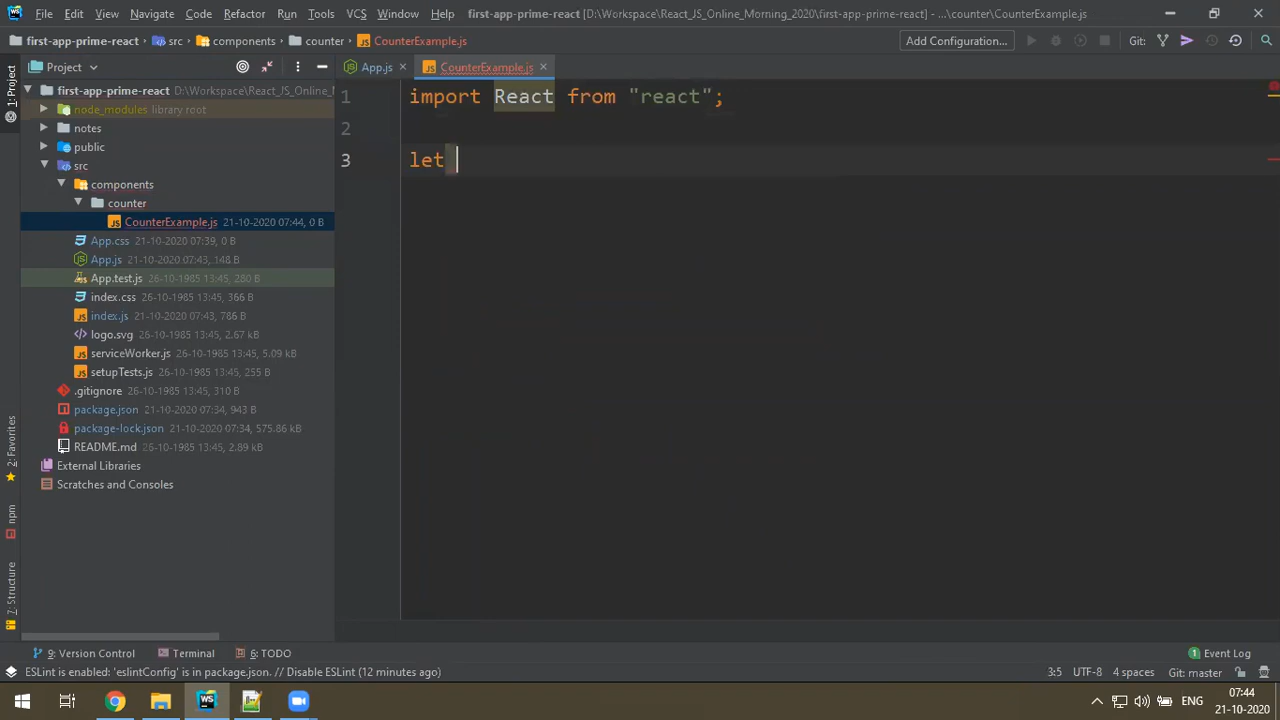 File Edit View Navigate Code Refactor Run Tools VCS Window Help first-app-prime-react [D:\Workspace\React_JS_Online_Morning_2020\first-app-prime-react] - ...\counter\CounterExample.js
first-app-prime-react src components counter CounterExample.js Add Configuration... Git:
1: Project
Project
App.js
CounterExample.js
first-app-prime-react D:\Workspace\React_JS_Online_M
node_modules library root
notes
public
src
components
counter
CounterExample.js 21-10-2020 07:44, 0 B
App.css 21-10-2020 07:39, 0 B
App.js 21-10-2020 07:43, 148 B
App.test.js 26-10-1985 13:45, 280 B
index.css 26-10-1985 13:45, 366 B
index.js 21-10-2020 07:43, 786 B
logo.svg 26-10-1985 13:45, 2.67 kB
serviceWorker.js 26-10-1985 13:45, 5.09 kB
setupTests.js 26-10-1985 13:45, 255 B
.gitignore 26-10-1985 13:45, 310 B
package.json 21-10-2020 07:34, 943 B
package-lock.json 21-10-2020 07:34, 575.86 kB
README.md 26-10-1985 13:45, 2.89 kB
External Libraries
Scratches and Consoles
1 import React from "react";
2
3 let
2: Favorites
npm
7: Structure
9: Version Control Terminal 6: TODO 1 Event Log
ESLint is enabled: 'eslintConfig' is in package.json. // Disable ESLint (12 minutes ago) 3:5 UTF-8 4 spaces Git: master
WS
ENG
07:44
21-10-2020